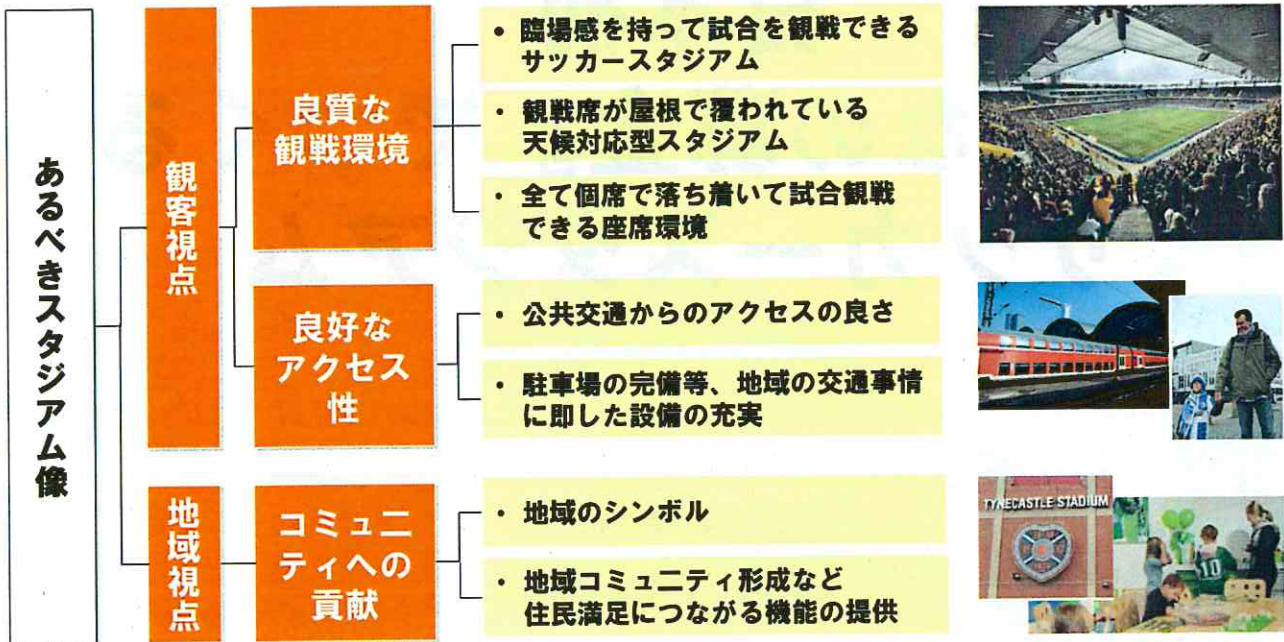 あるべきスタジアム像
観客視点
良質な
観戦環境
• 臨場感を持って試合を観戦できる
サッカースタジアム
• 観戦席が屋根で覆われている
天候対応型スタジアム
• 全て個席で落ち着いて試合観戦
できる座席環境
良好な
アクセス
性
• 公共交通からのアクセスの良さ
• 駐車場の完備等、地域の交通事情
に即した設備の充実
地域視点
コミュニ
ティへの
貢献
• 地域のシンボル
• 地域コミュニティ形成など
住民満足につながる機能の提供
TYNECASTLE STADIUM
10